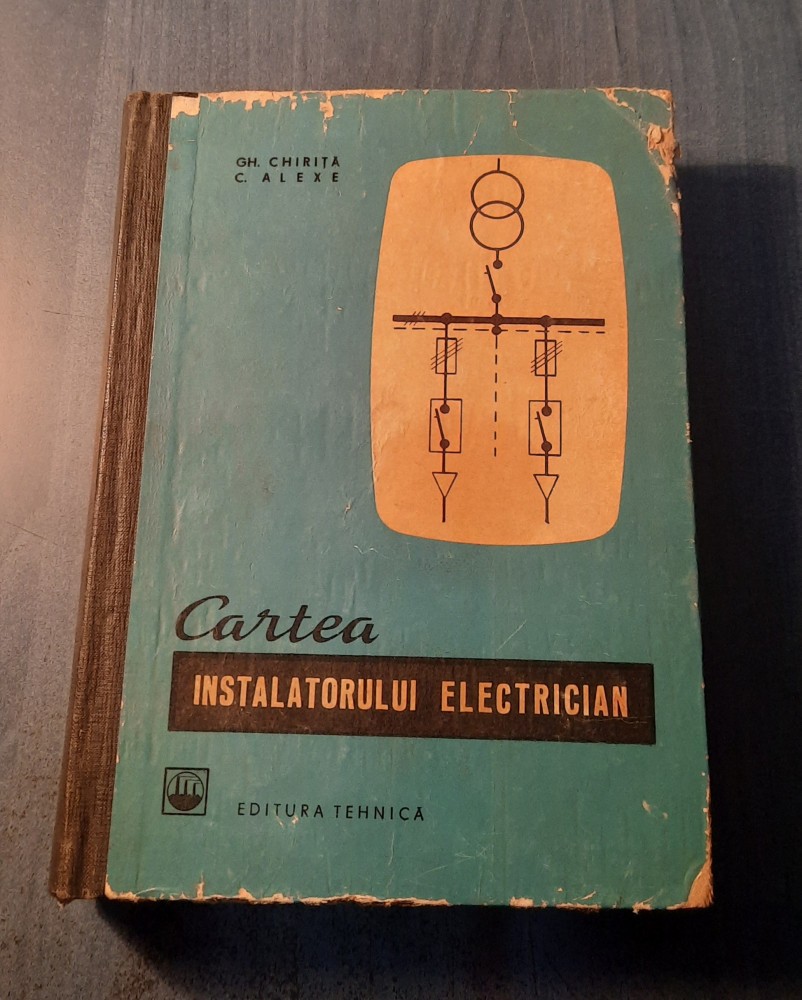 GH. CHIRIȚĂ
C. ALEXE
Cartea
INSTALATORULUI ELECTRICIAN
EDITURA TEHNICĂ